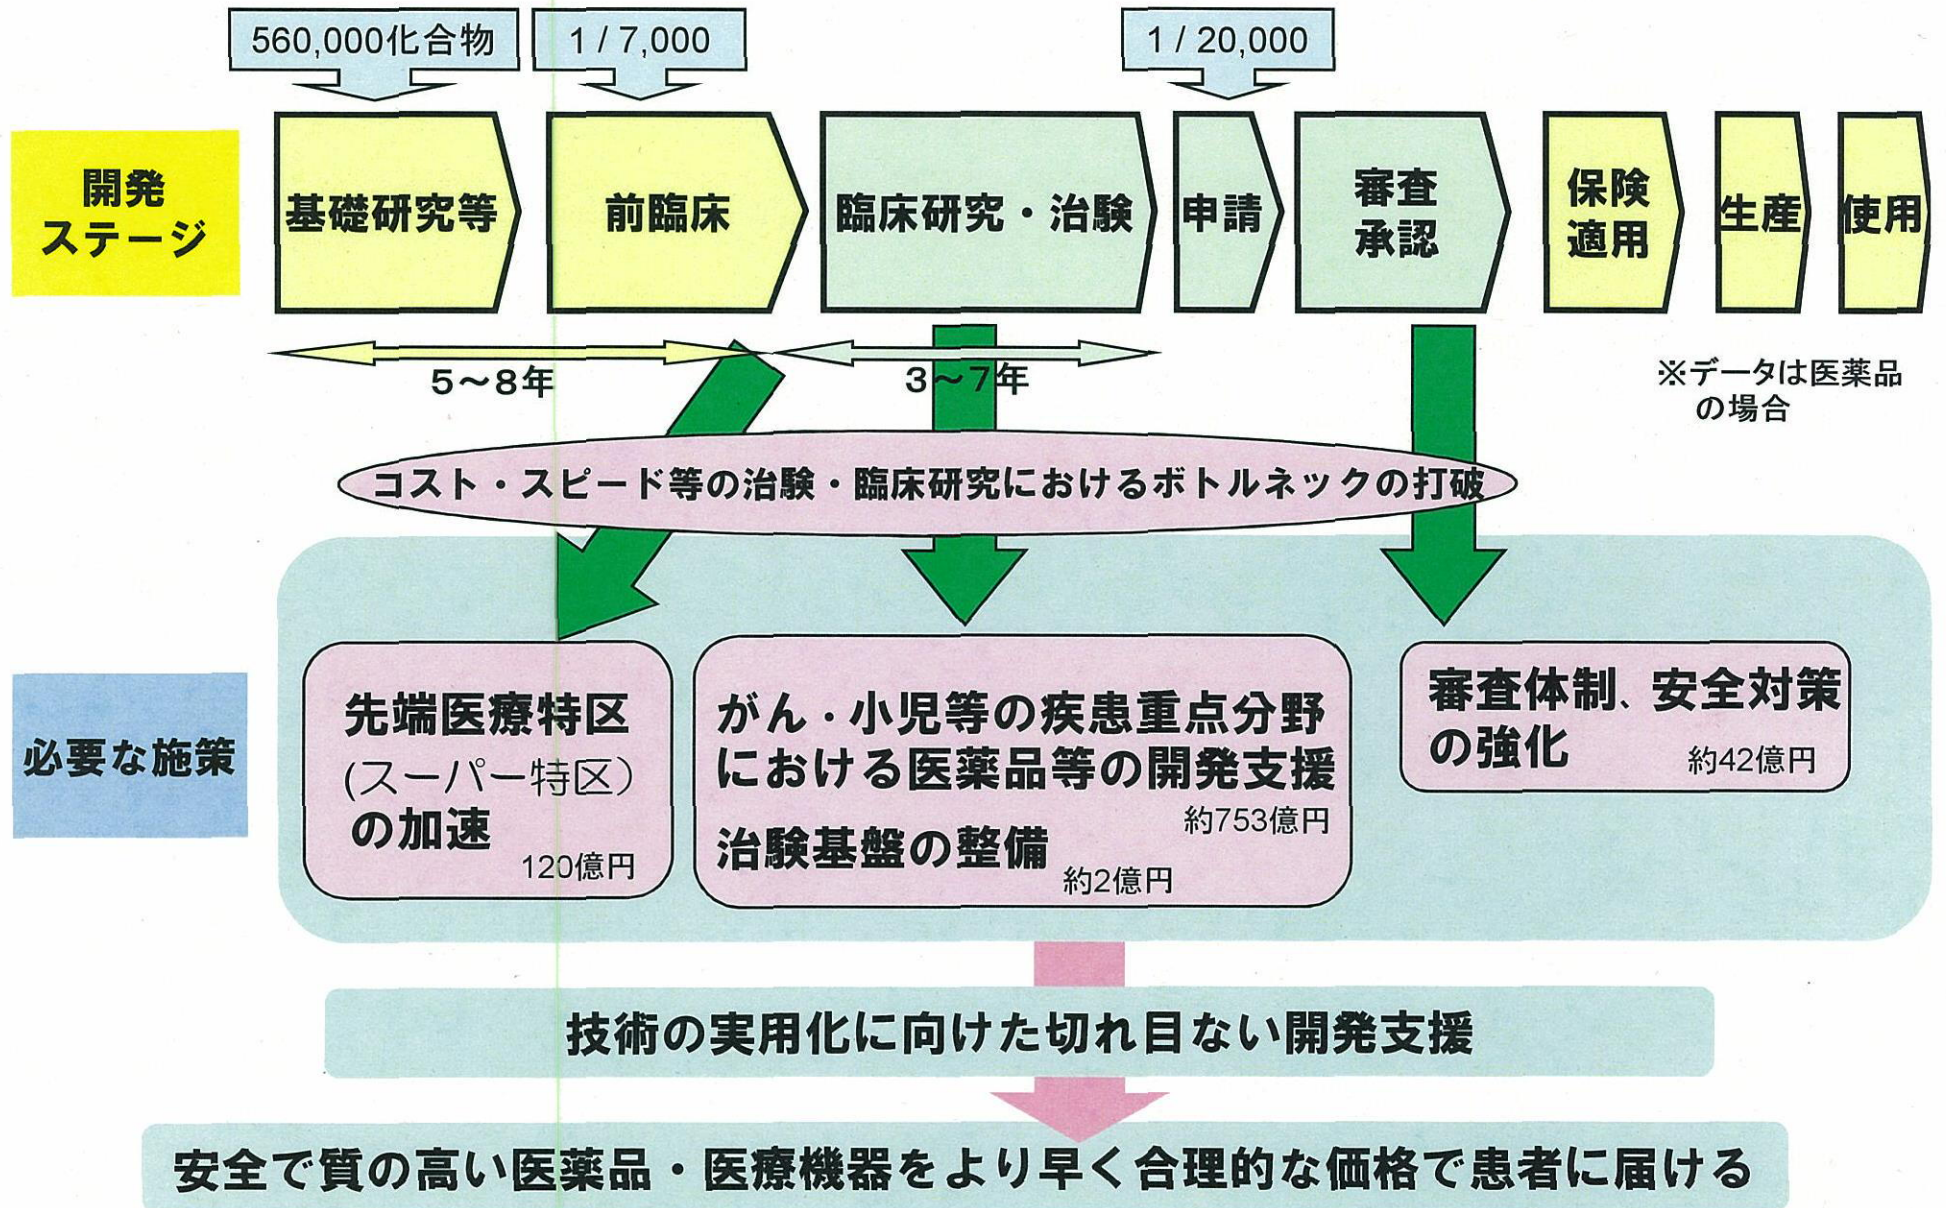 560,000化合物
1 / 7,000
1 / 20,000
開発
ステージ
基礎研究等
前臨床
臨床研究・治験
申請
審査
承認
保険
適用
生産
使用
5～8年
3～7年
※データは医薬品
の場合
コスト・スピード等の治験・臨床研究におけるボトルネックの打破
必要な施策
先端医療特区
(スーパー特区)
の加速
120億円
がん・小児等の疾患重点分野
における医薬品等の開発支援
約753億円
治験基盤の整備
約2億円
審査体制、安全対策
の強化
約42億円
技術の実用化に向けた切れ目ない開発支援
安全で質の高い医薬品・医療機器をより早く合理的な価格で患者に届ける